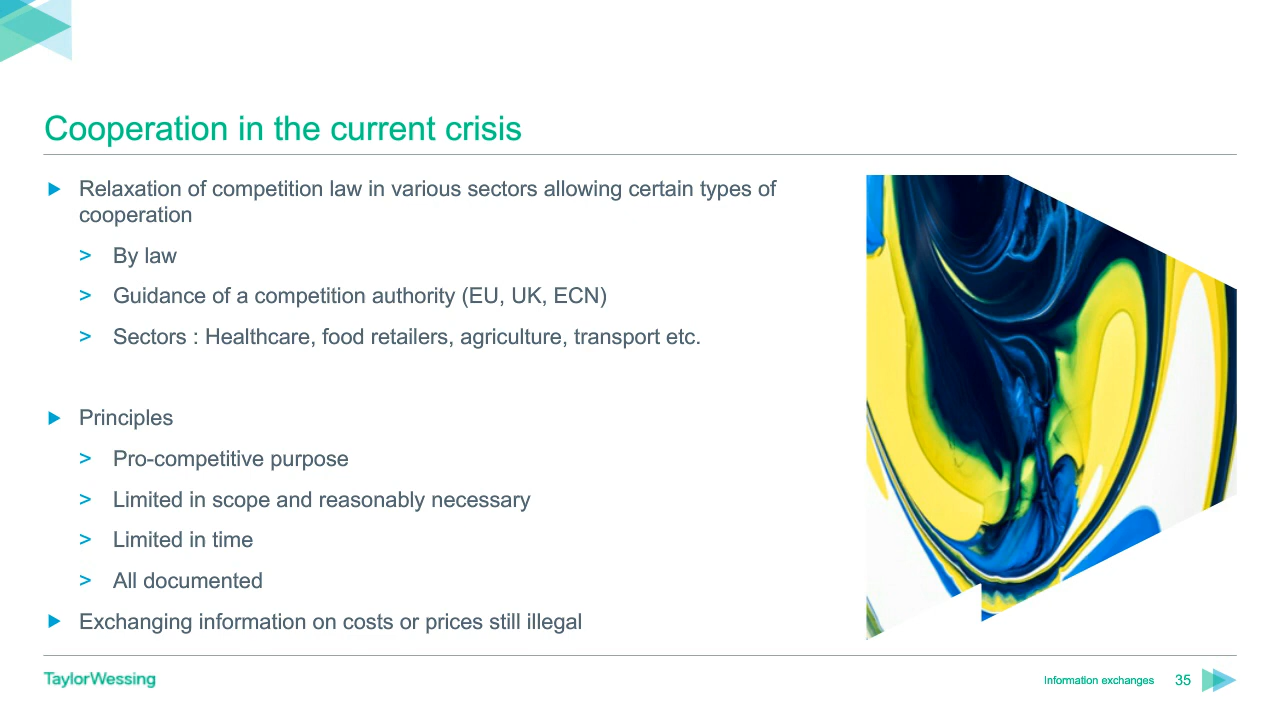 Cooperation in the current crisis
Relaxation of competition law in various sectors allowing certain types of
cooperation
> By law
> Guidance of a competition authority (EU, UK, ECN)
> Sectors : Healthcare, food retailers, agriculture, transport etc.
Principles
> Pro-competitive purpose
> Limited in scope and reasonably necessary
> Limited in time
> All documented
Exchanging information on costs or prices still illegal
TaylorWessing
Information exchanges 35